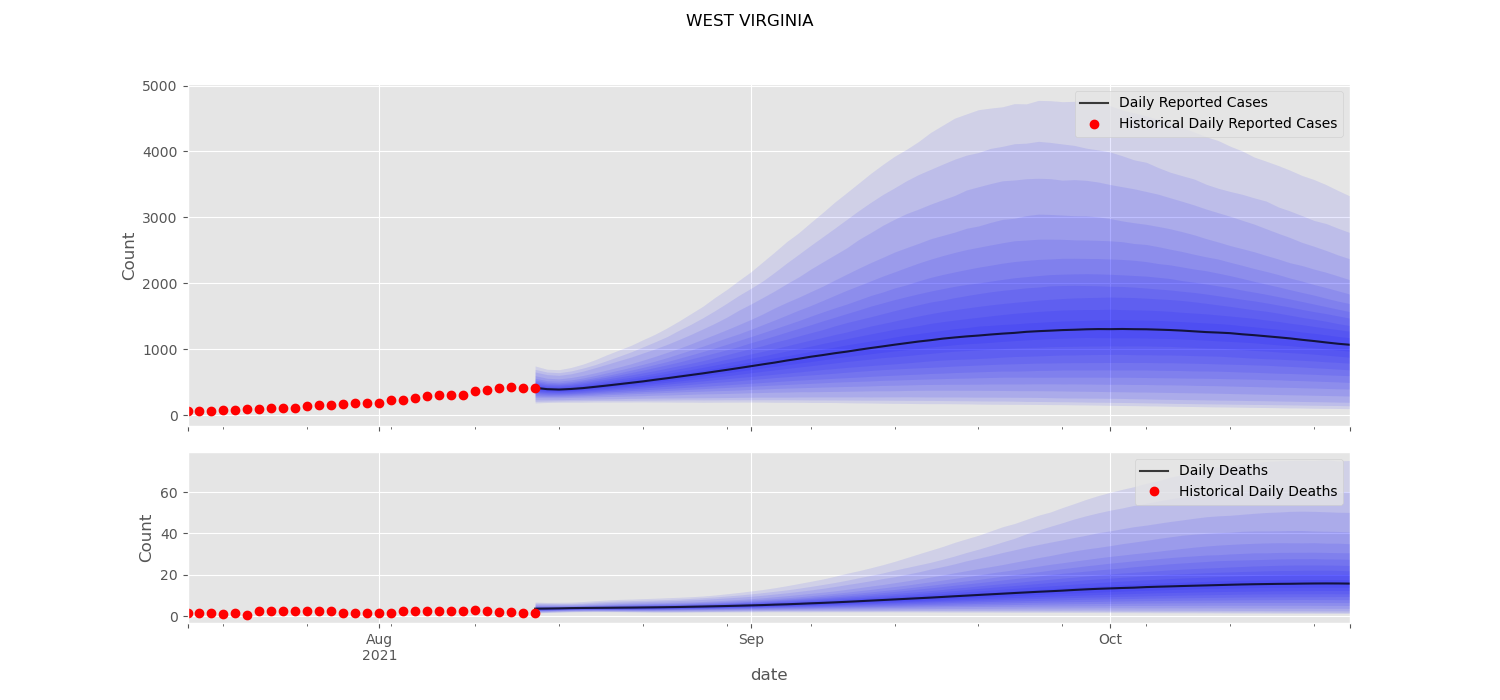 WEST VIRGINIA
5000
4000
3000
2000
1000
0
Count
Daily Reported Cases
Historical Daily Reported Cases
60
40
20
0
Count
Daily Deaths
Historical Daily Deaths
Aug
2021
Sep
Oct
date